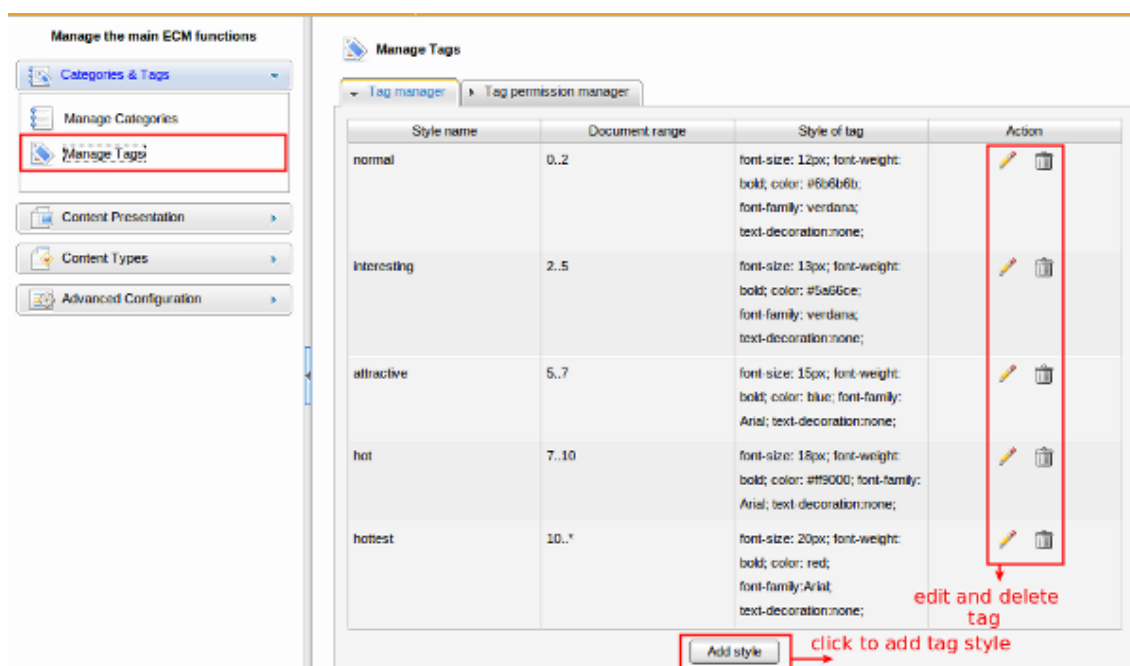 Manage the main ECM functions
Categories & Tags
Manage Categories
Manage Tags
Content Presentation
Content Types
Advanced Configuration
Manage Tags
Tag manager
Tag permission manager
Style name Document range Style of tag Action
normal 0..2 font-size: 12px; font-weight:
bold; color: #6b6b6b;
font-family: verdana;
text-decoration:none;
interesting 2..5 font-size: 13px; font-weight:
bold; color: #5a66ce;
font-family: verdana;
text-decoration:none;
attractive 5..7 font-size: 15px; font-weight:
bold; color: blue; font-family:
Arial; text-decoration:none;
hot 7..10 font-size: 18px; font-weight:
bold; color: #ff9000; font-family:
Arial; text-decoration:none;
hottest 10..* font-size: 20px; font-weight:
bold; color: red;
font-family:Arial;
text-decoration:none;
edit and delete
tag
Add style
click to add tag style